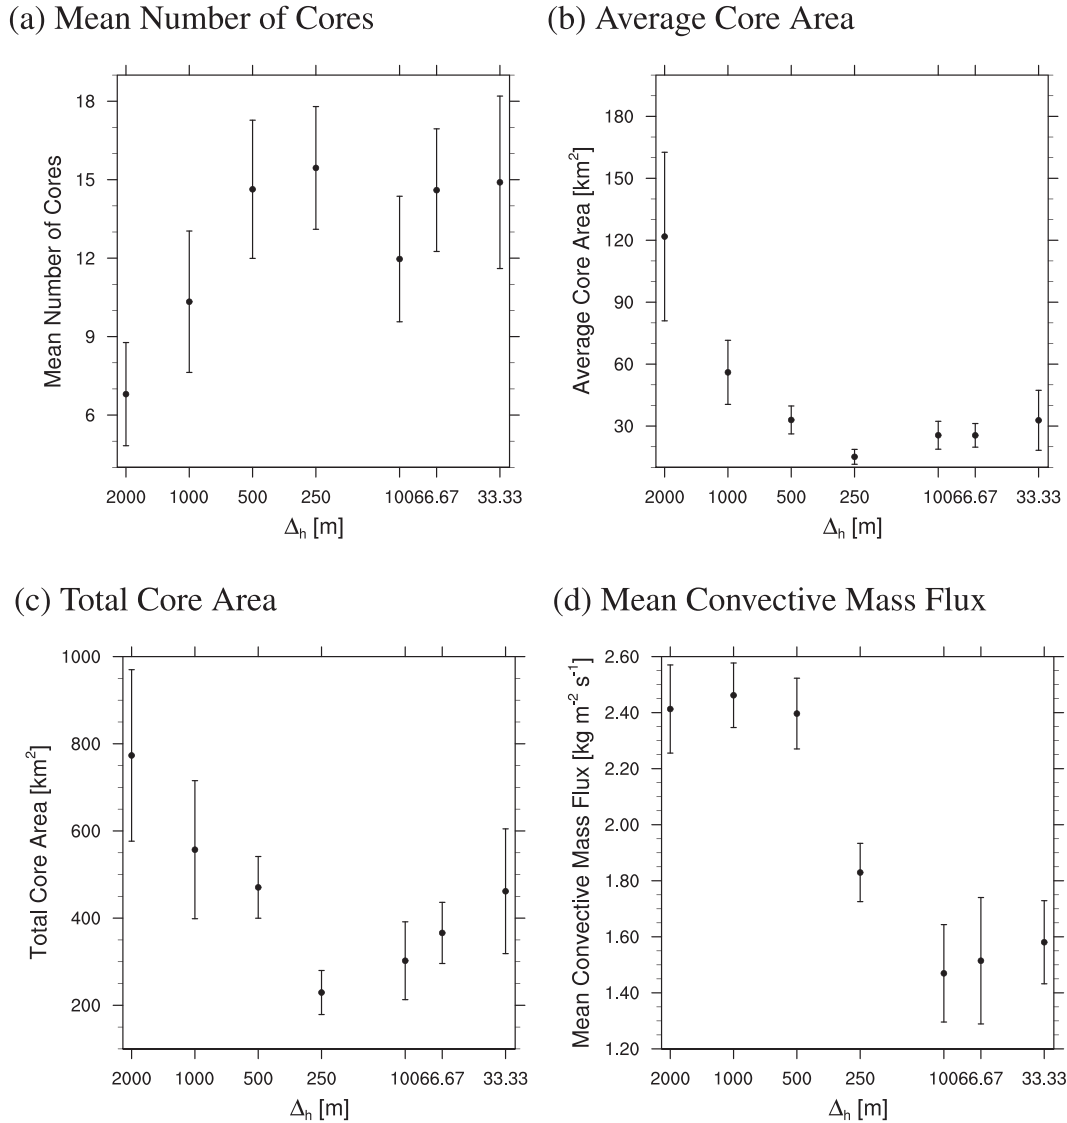 (a) Mean Number of Cores
18
15
12
9
6
Mean Number of Cores
2000 1000 500 250 10066.67 33.33
Δh [m]
(b) Average Core Area
180
150
120
90
60
30
Average Core Area [km2]
2000 1000 500 250 10066.67 33.33
Δh [m]
(c) Total Core Area
1000
800
600
400
200
Total Core Area [km2]
2000 1000 500 250 10066.67 33.33
Δh [m]
(d) Mean Convective Mass Flux
2.60
2.40
2.20
2.00
1.80
1.60
1.40
1.20
Mean Convective Mass Flux [kg m-2 s-1]
2000 1000 500 250 10066.67 33.33
Δh [m]